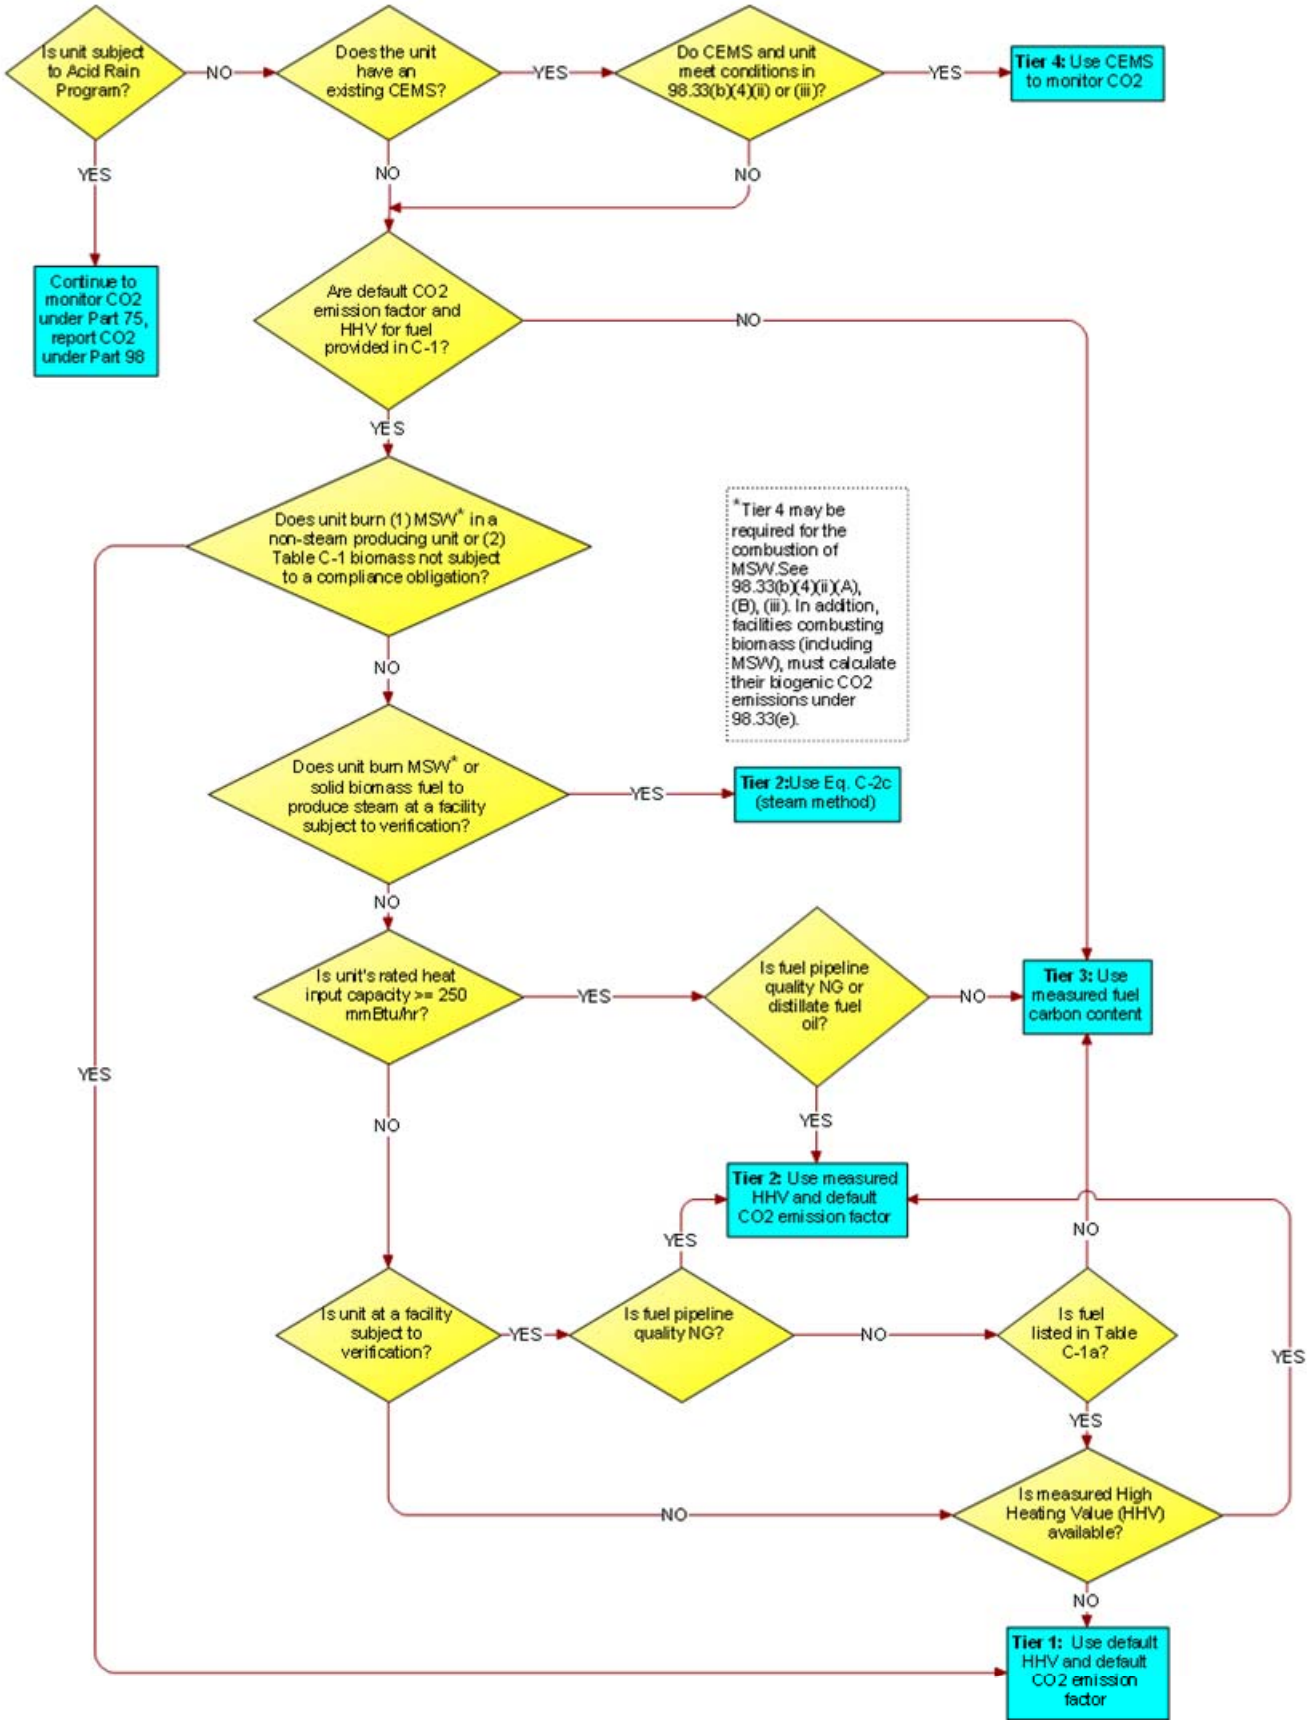 Is unit subject
to Acid Rain
Program?
NO
Does the unit
have an
existing CEMS?
YES
Do CEMS and unit
meet conditions in
98.33(b)(4)(ii) or (iii)?
YES
Tier 4: Use CEMS
to monitor CO2
YES
NO
NO
Continue to
monitor CO2
under Part 75,
report CO2
under Part 98
Are default CO2
emission factor and
HHV for fuel
provided in C-1?
NO
YES
Does unit burn (1) MSW* in a
non-steam producing unit or (2)
Table C-1 biomass not subject
to a compliance obligation?
*Tier 4 may be
required for the
combustion of
MSW.See
98.33(b)(4)(ii)(A),
(B), (iii). In addition,
facilities combusting
biomass (including
MSW), must calculate
their biogenic CO2
emissions under
98.33(e).
NO
Does unit burn MSW* or
solid biomass fuel to
produce steam at a facility
subject to verification?
YES
Tier 2:Use Eq. C-2c
(steam method)
NO
Is unit's rated heat
input capacity >= 250
mmBtu/hr?
YES
Is fuel pipeline
quality NG or
distillate fuel
oil?
NO
Tier 3: Use
measured fuel
carbon content
YES
NO
YES
Tier 2: Use measured
HHV and default
CO2 emission factor
YES
NO
Is unit at a facility
subject to
verification?
YES
Is fuel pipeline
quality NG?
NO
Is fuel
listed in Table
C-1a?
YES
YES
NO
Is measured High
Heating Value (HHV)
available?
NO
Tier 1: Use default
HHV and default
CO2 emission
factor